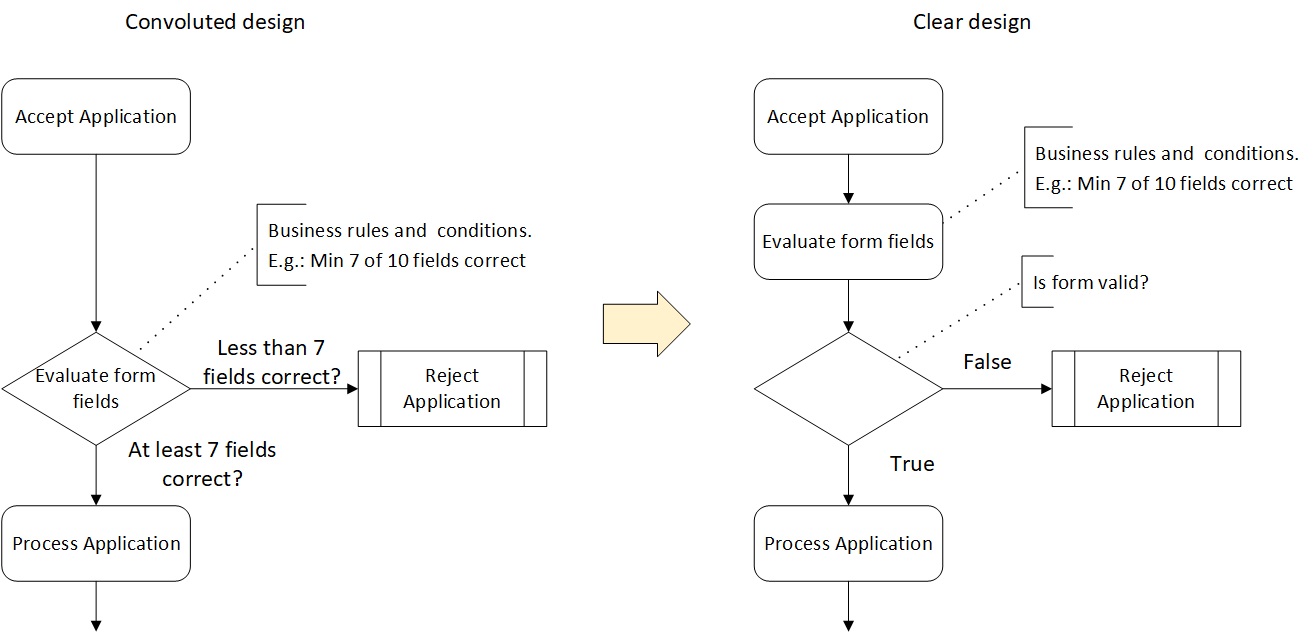 Convoluted design
Accept Application
Business rules and  conditions.
E.g.: Min 7 of 10 fields correct
Less than 7
fields correct?
Evaluate form
fields
Reject
Application
At least 7 fields
correct?
Process Application
Clear design
Accept Application
Business rules and  conditions.
E.g.: Min 7 of 10 fields correct
Evaluate form fields
Is form valid?
False
Reject
Application
True
Process Application